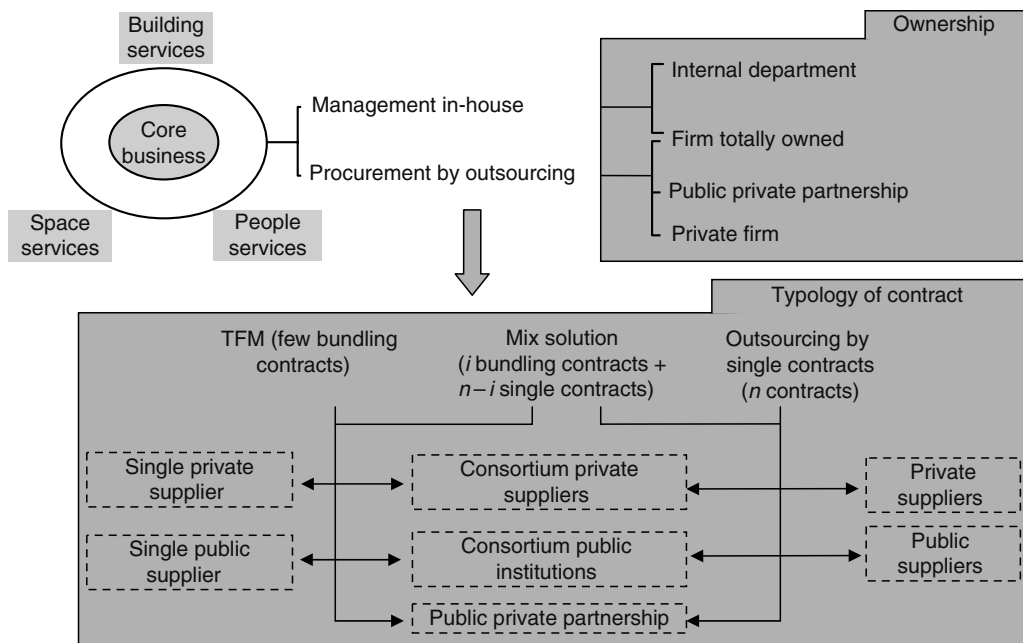 Building
services
Core
business
Space
services
People
services
Management in-house
Procurement by outsourcing
Ownership
Internal department
Firm totally owned
Public private partnership
Private firm
Typology of contract
TFM (few bundling
contracts)
Mix solution
(i bundling contracts +
n – i single contracts)
Outsourcing by
single contracts
(n contracts)
Single private
supplier
Consortium private
suppliers
Private
suppliers
Single public
supplier
Consortium public
institutions
Public
suppliers
Public private partnership